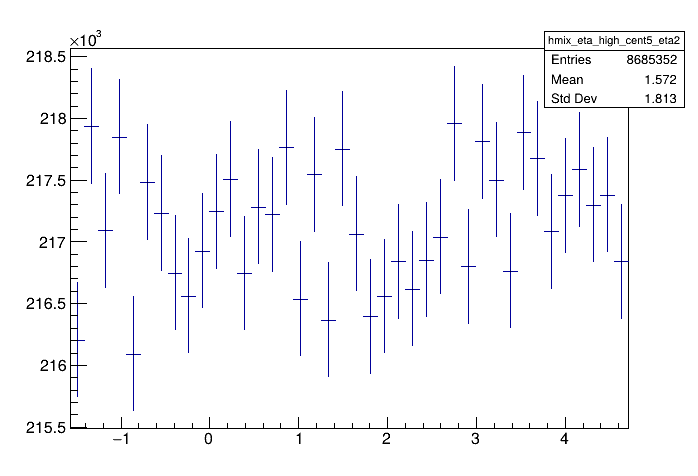 ×10³
hmix_eta_high_cent5_eta2
Entries 8685352
Mean 1.572
Std Dev 1.813
218.5
218
217.5
217
216.5
216
215.5
−1 0 1 2 3 4